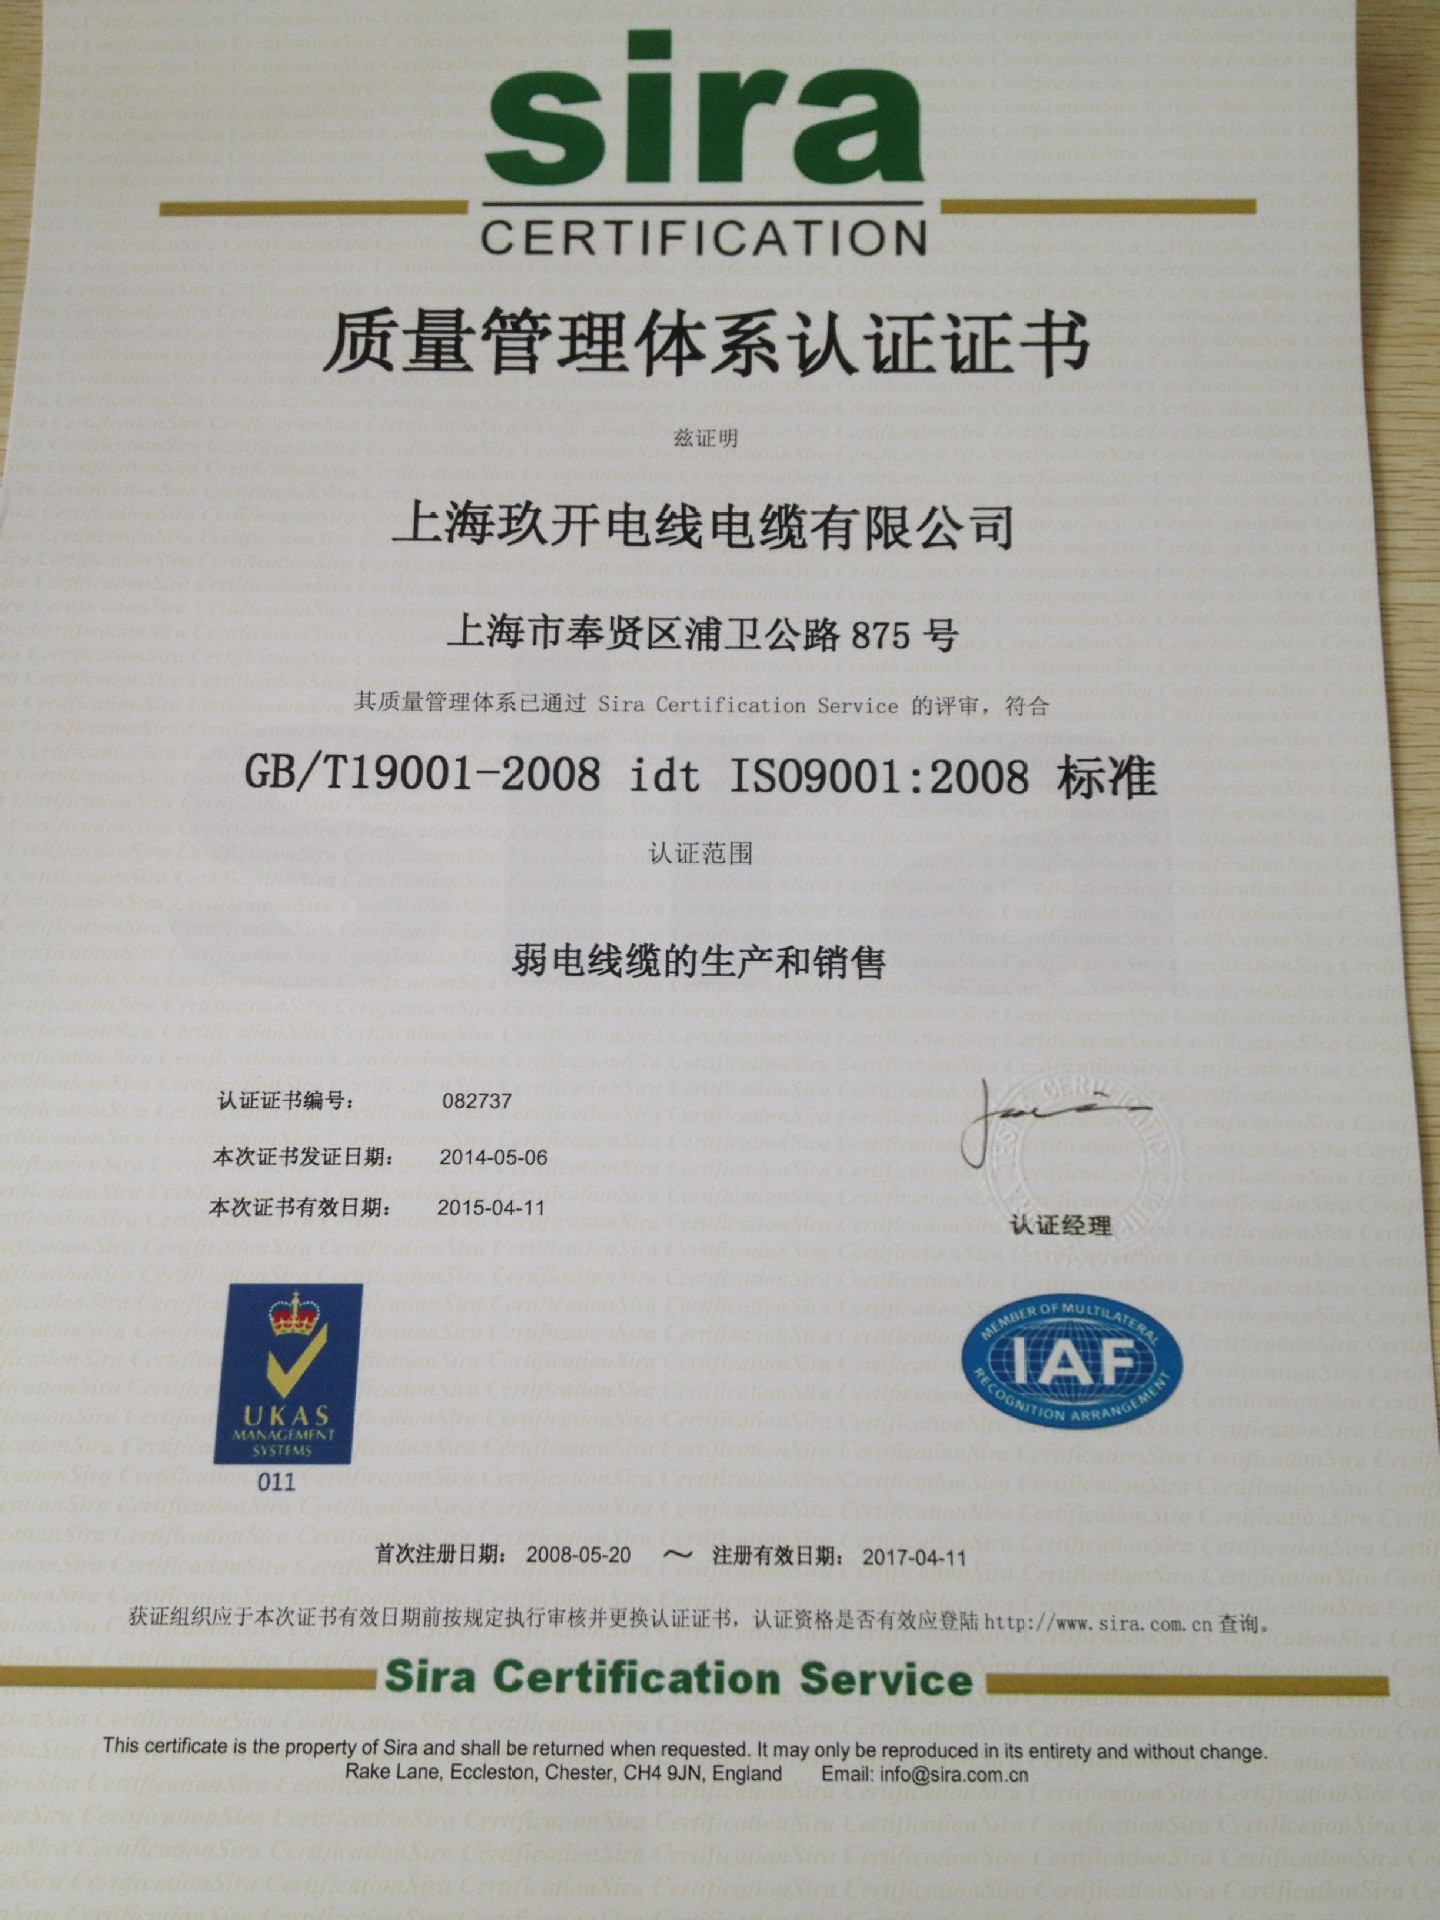 sira
CERTIFICATION
质量管理体系认证证书
兹证明
上海玖开电线电缆有限公司
上海市奉贤区浦卫公路 875 号
其质量管理体系已通过 Sira Certification Service 的评审，符合
GB/T19001-2008 idt ISO9001:2008 标准
认证范围
弱电线缆的生产和销售
认证证书编号： 082737
本次证书发证日期： 2014-05-06
本次证书有效日期： 2015-04-11
认证经理
UKAS
MANAGEMENT
SYSTEMS
011
MEMBER OF MULTILATERAL
IAF
RECOGNITION ARRANGEMENT
首次注册日期： 2008-05-20 ～ 注册有效日期： 2017-04-11
获证组织应于本次证书有效日期前按规定执行审核并更换认证证书，认证资格是否有效应登陆 http://www.sira.com.cn 查询。
Sira Certification Service
This certificate is the property of Sira and shall be returned when requested. It may only be reproduced in its entirety and without change.
Rake Lane, Eccleston, Chester, CH4 9JN, England Email: info@sira.com.cn